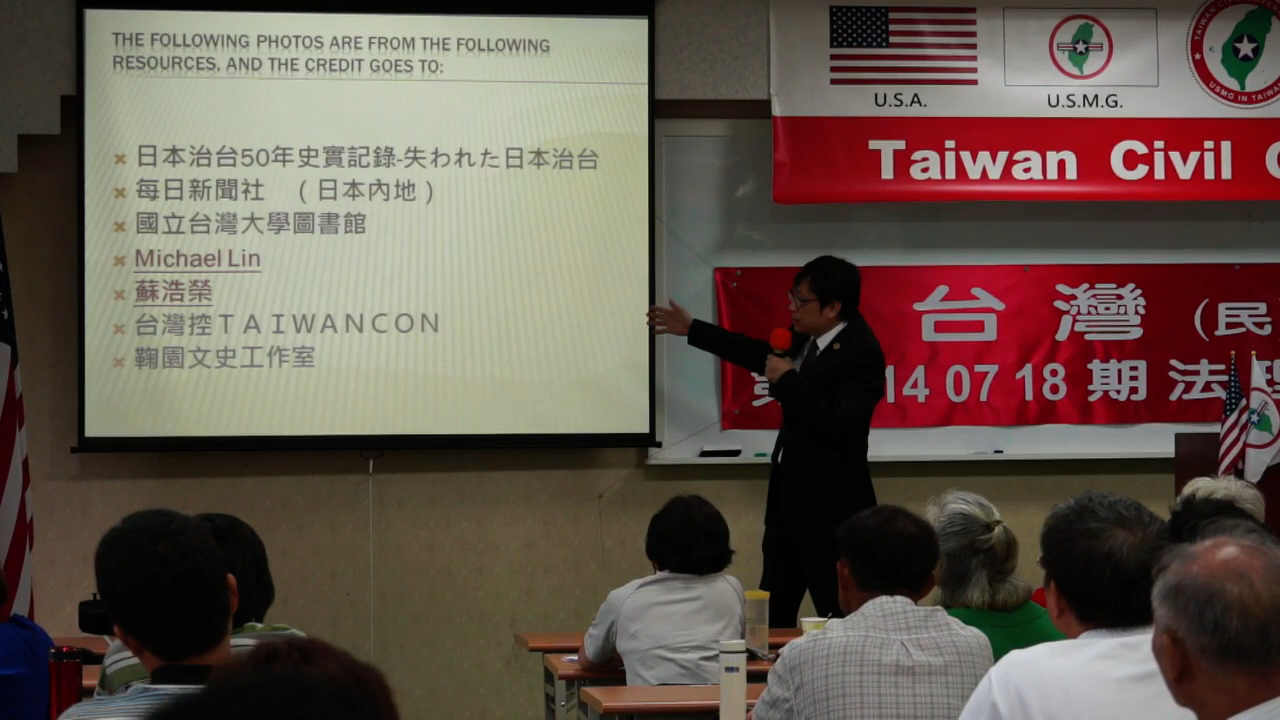 THE FOLLOWING PHOTOS ARE FROM THE FOLLOWING
RESOURCES, AND THE CREDIT GOES TO:
日本治台50年史實記錄-失われた日本治台
每日新聞社 （日本內地）
國立台灣大學圖書館
Michael Lin
蘇浩榮
台灣控ＴＡＩＷＡＮＣＯＮ
鞠園文史工作室
U.S.A.
U.S.M.G.
USMG IN TAIWAN
Taiwan Civil
台灣（民
14 07 18 期法